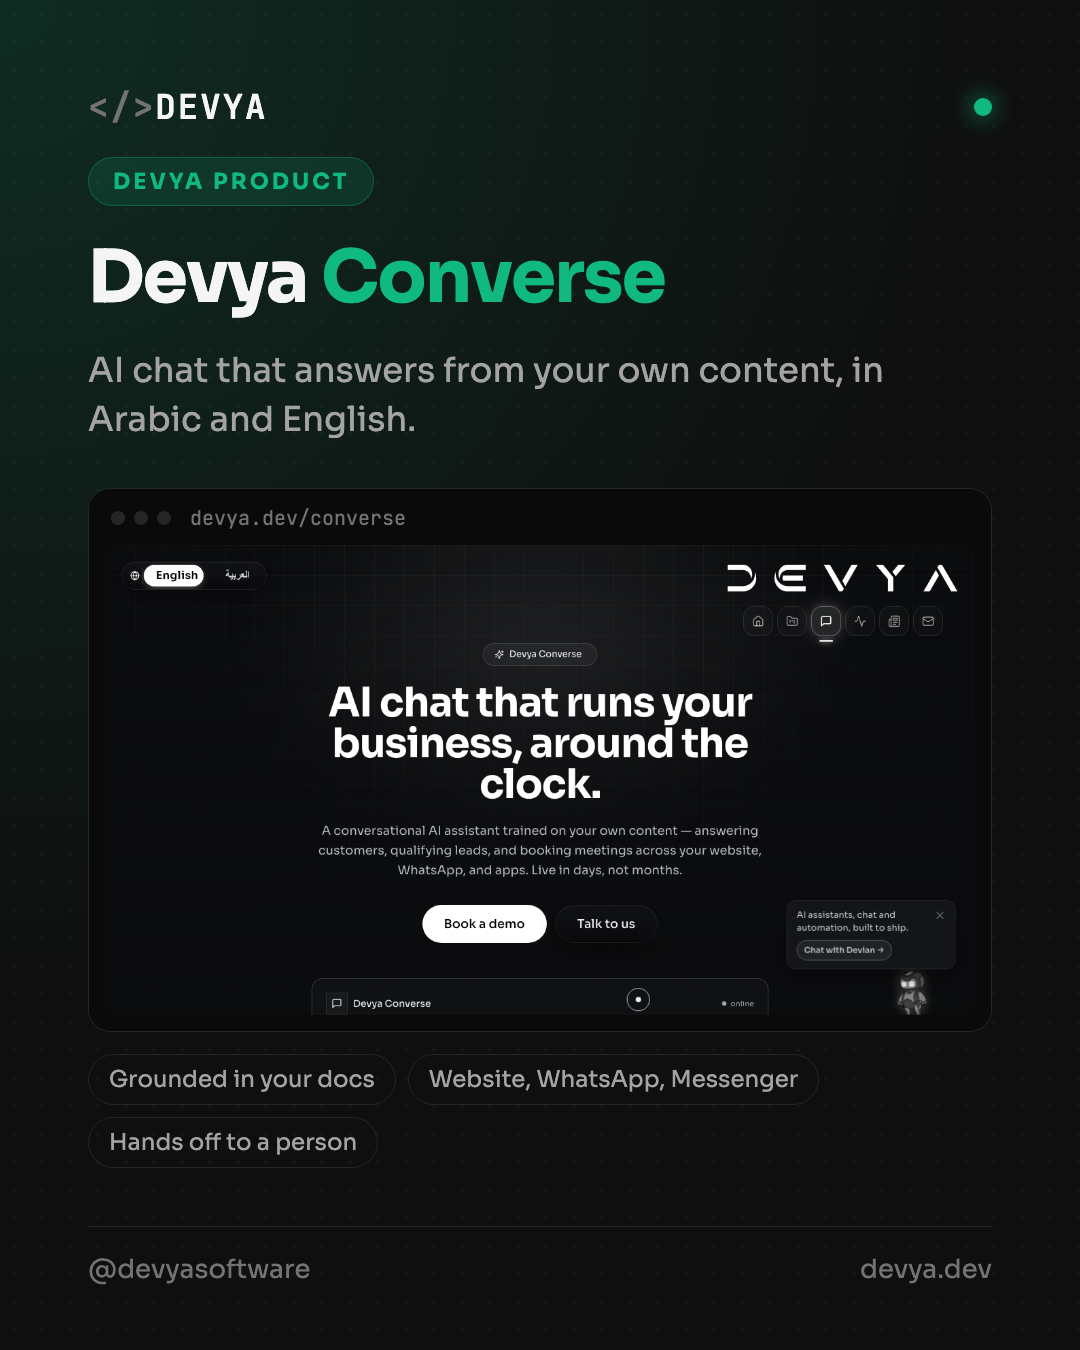 </>DEVYA
DEVYA PRODUCT
Devya Converse
AI chat that answers from your own content, in
Arabic and English.
devya.dev/converse
English العربية
DEVYA
Devya Converse
AI chat that runs your
business, around the
clock.
A conversational AI assistant trained on your own content — answering
customers, qualifying leads, and booking meetings across your website,
WhatsApp, and apps. Live in days, not months.
Book a demo Talk to us
AI assistants, chat and
automation, built to ship.
Chat with Devian →
Devya Converse online
Grounded in your docs Website, WhatsApp, Messenger
Hands off to a person
@devyasoftware devya.dev